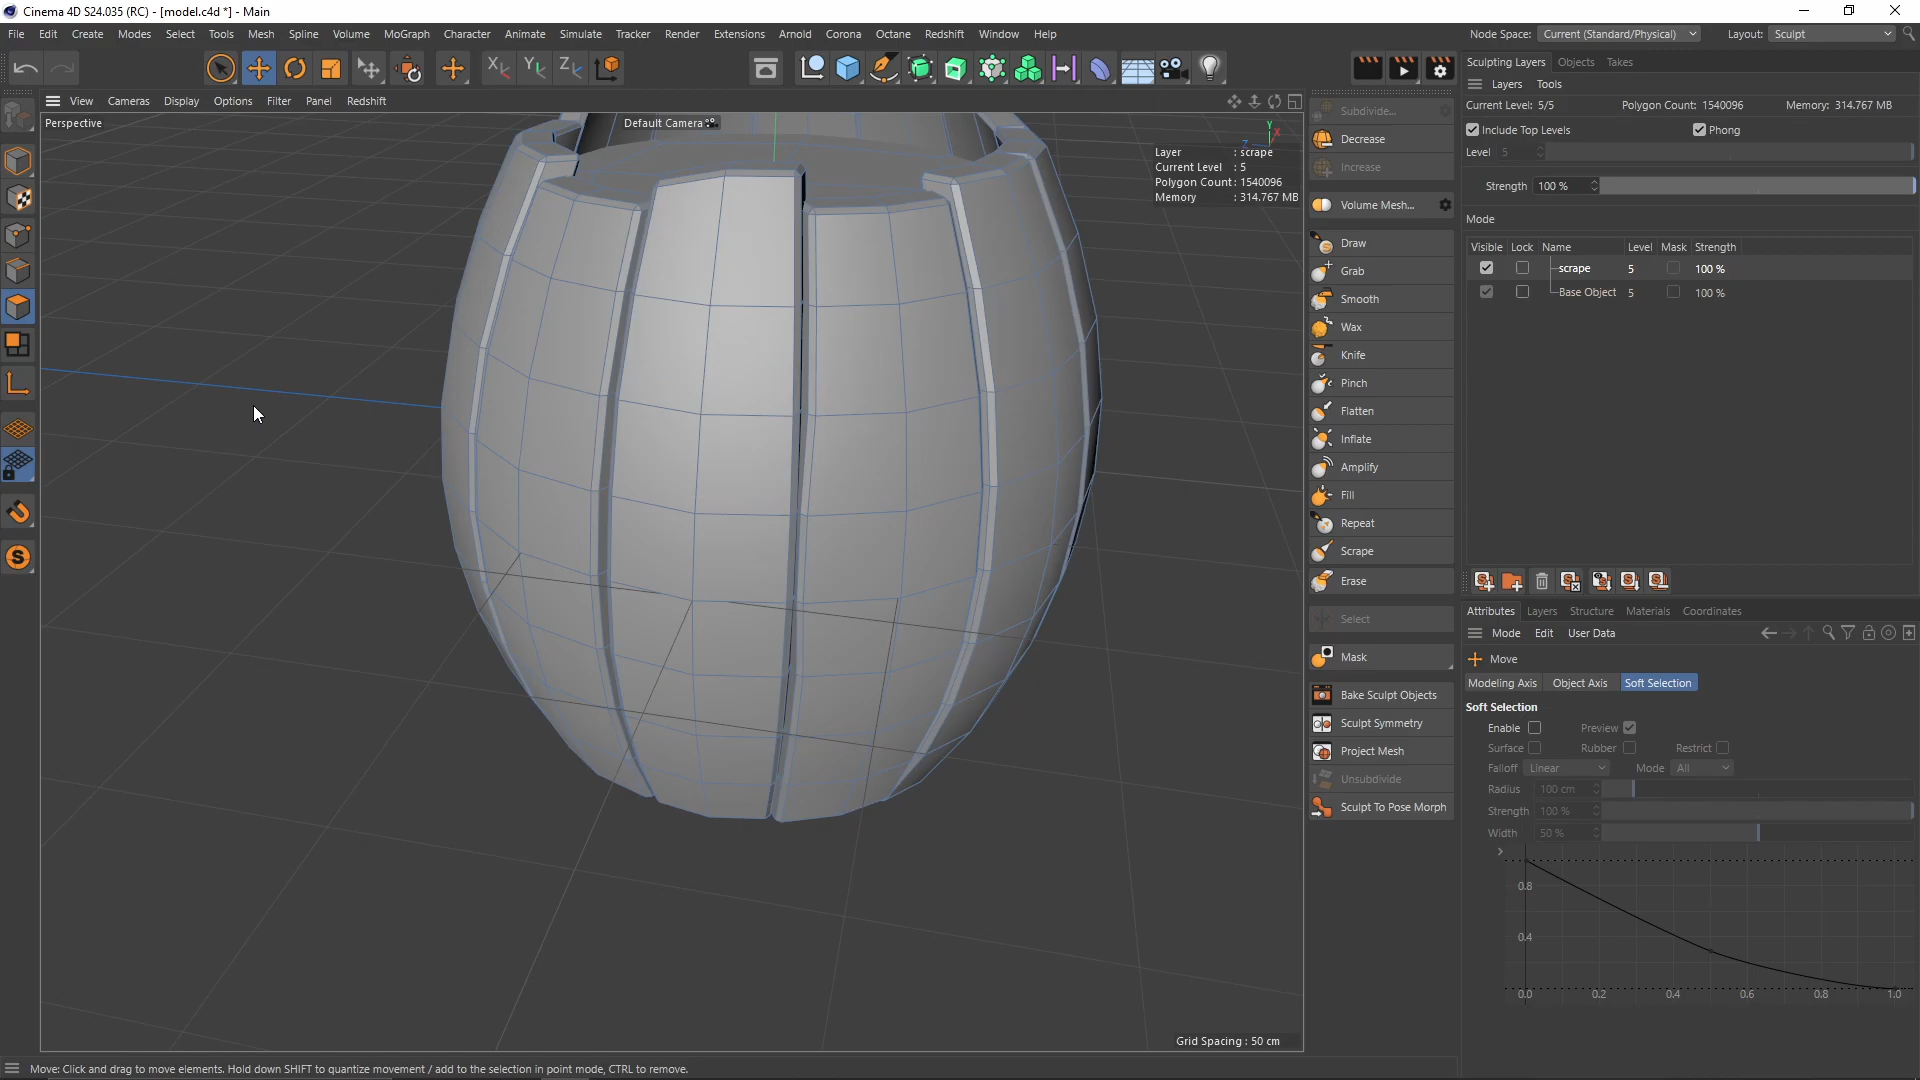 Cinema 4D S24.035 (RC) - [model.c4d *] - Main
File Edit Create Modes Select Tools Mesh Spline Volume MoGraph Character Animate Simulate Tracker Render Extensions Arnold Corona Octane Redshift Window Help
Node Space: Current (Standard/Physical) Layout: Sculpt
View Cameras Display Options Filter Panel Redshift
Perspective
Default Camera
Layer : scrape
Current Level : 5
Polygon Count : 1540096
Memory : 314.767 MB
Grid Spacing : 50 cm
Subdivide...
Decrease
Increase
Volume Mesh...
Draw
Grab
Smooth
Wax
Knife
Pinch
Flatten
Inflate
Amplify
Fill
Repeat
Scrape
Erase
Select
Mask
Bake Sculpt Objects
Sculpt Symmetry
Project Mesh
Unsubdivide
Sculpt To Pose Morph
Sculpting Layers Objects Takes
Layers Tools
Current Level: 5/5 Polygon Count: 1540096 Memory: 314.767 MB
Include Top Levels Phong
Level 5
Strength 100 %
Mode
Visible Lock Name Level Mask Strength
scrape 5 100 %
Base Object 5 100 %
Attributes Layers Structure Materials Coordinates
Mode Edit User Data
Move
Modeling Axis Object Axis Soft Selection
Soft Selection
Enable Preview
Surface Rubber Restrict
Falloff Linear Mode All
Radius 100 cm
Strength 100 %
Width 50 %
0.8
0.4
0.0 0.2 0.4 0.6 0.8 1.0
Move: Click and drag to move elements. Hold down SHIFT to quantize movement / add to the selection in point mode, CTRL to remove.